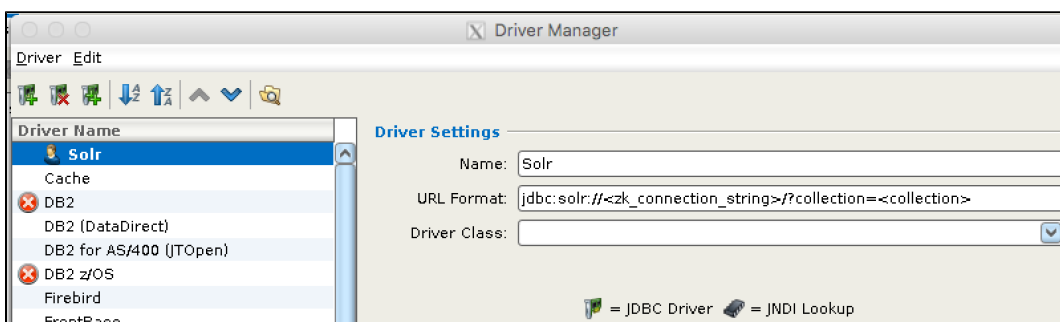 Driver Manager
Driver Edit
Driver Name
Solr
Cache
DB2
DB2 (DataDirect)
DB2 for AS/400 (JTOpen)
DB2 z/OS
Firebird
FrontBase
Driver Settings
Name: Solr
URL Format: jdbc:solr://<zk_connection_string>/?collection=<collection>
Driver Class:
= JDBC Driver = JNDI Lookup